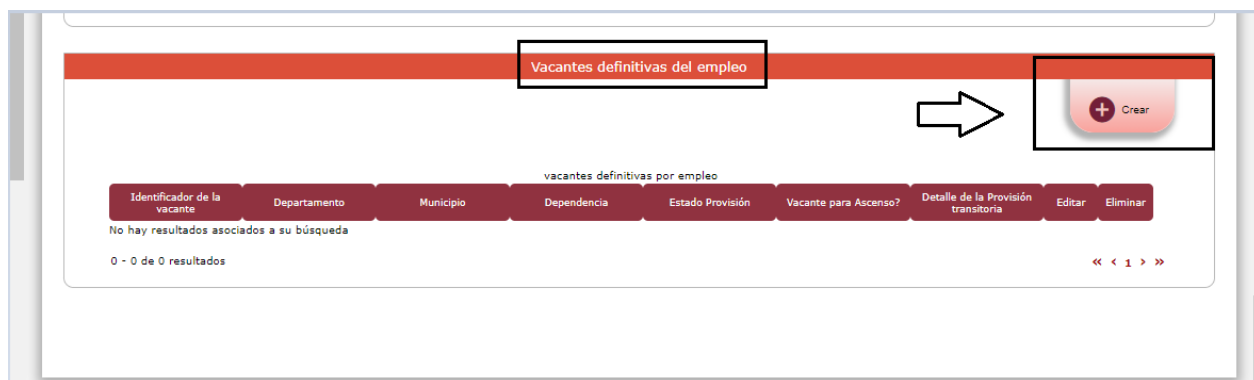 Vacantes definitivas del empleo
Crear
vacantes definitivas por empleo
Identificador de la vacante Departamento Municipio Dependencia Estado Provisión Vacante para Ascenso? Detalle de la Provisión transitoria Editar Eliminar
No hay resultados asociados a su búsqueda
0 - 0 de 0 resultados
« ‹ 1 › »